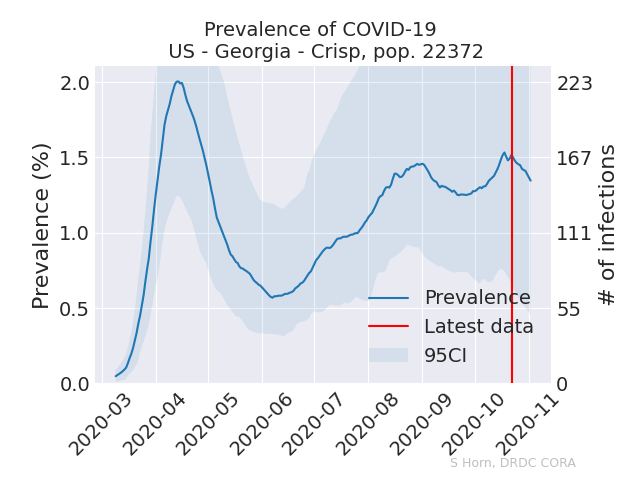 Prevalence of COVID-19
US - Georgia - Crisp, pop. 22372
Prevalence (%)
2.0
1.5
1.0
0.5
0.0
223
167
111
55
0
# of infections
Prevalence
Latest data
95CI
2020-03
2020-04
2020-05
2020-06
2020-07
2020-08
2020-09
2020-10
2020-11
S Horn, DRDC CORA